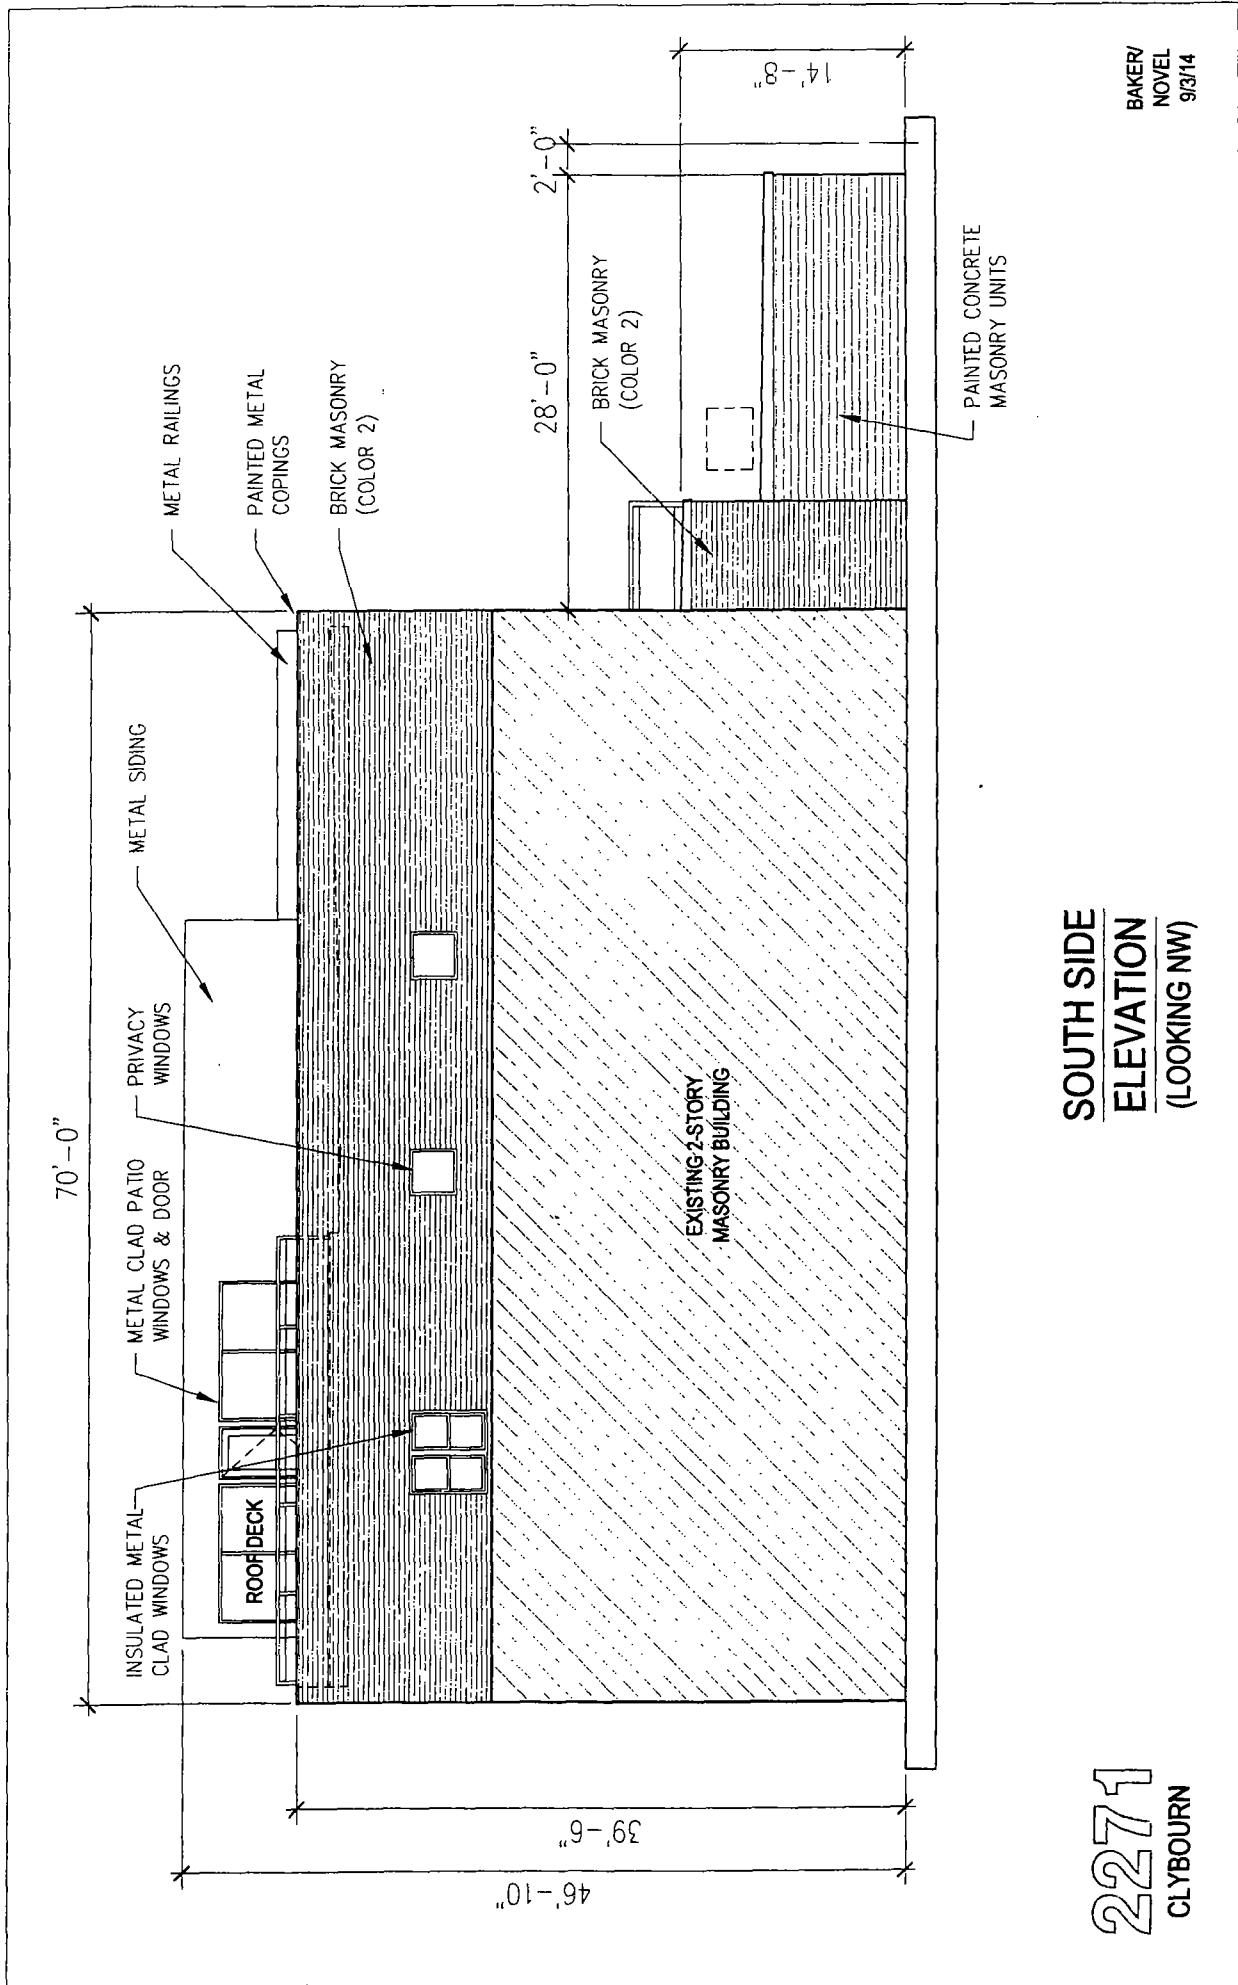 70'-0"
INSULATED METAL
CLAD WINDOWS
METAL CLAD PATIO
WINDOWS & DOOR
PRIVACY
WINDOWS
METAL SIDING
METAL RAILINGS
PAINTED METAL
COPINGS
BRICK MASONRY
(COLOR 2)
ROOF DECK
46'-10"
39'-6"
EXISTING 2-STORY
MASONRY BUILDING
28'-0"
2'-0"
14'-8"
BRICK MASONRY
(COLOR 2)
PAINTED CONCRETE
MASONRY UNITS
2271
CLYBOURN
SOUTH SIDE
ELEVATION
(LOOKING NW)
BAKER/
NOVEL
9/3/14